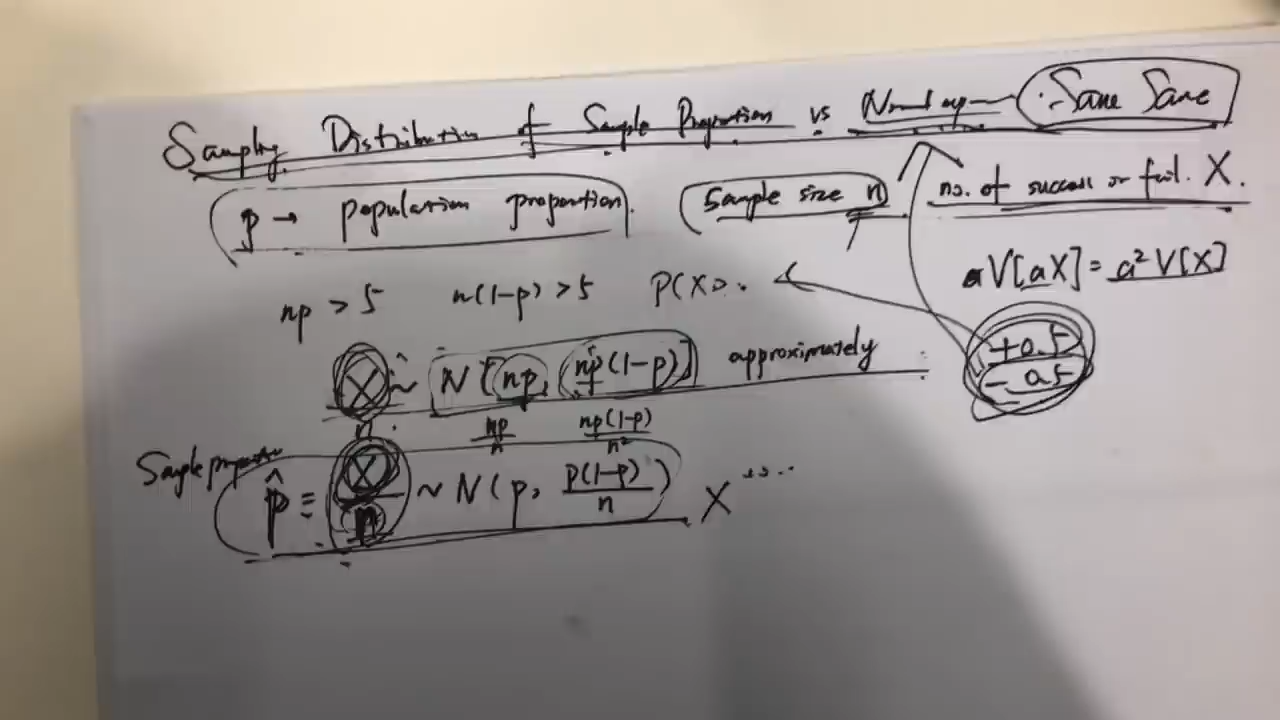 Sampling Distribution of Sample Proportion vs Normal app— Same Same
p → population proportion. Sample size n no. of success or fail. X.
aV[aX] = a² V[X]
np > 5 n(1-p) > 5 P(X>.
+0.5
-0.5
X ~ N[np, np(1-p)] approximately
n np/n np(1-p)/n²
Sample proportion
p̂ ≡ X/n ~ N(p, p(1-p)/n) X